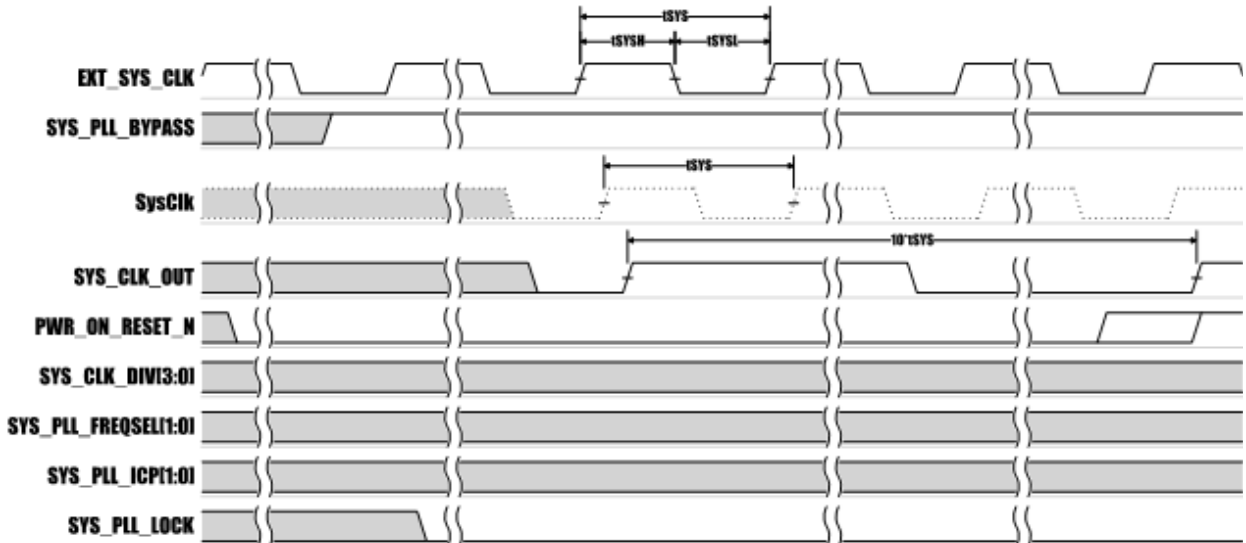 tSYS
tSYSH tSYSL
EXT_SYS_CLK
SYS_PLL_BYPASS
tSYS
SysClk
10*tSYS
SYS_CLK_OUT
PWR_ON_RESET_N
SYS_CLK_DIV[3:0]
SYS_PLL_FREQSEL[1:0]
SYS_PLL_ICP[1:0]
SYS_PLL_LOCK